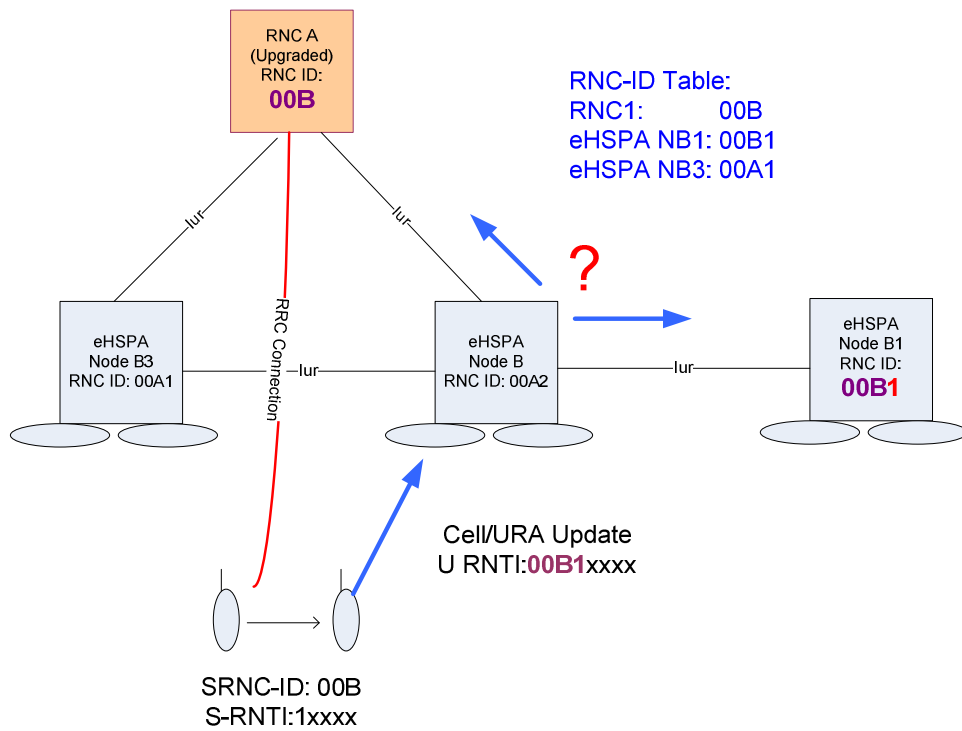 RNC A
(Upgraded)
RNC ID:
00B
RNC-ID Table:
RNC1: 00B
eHSPA NB1: 00B1
eHSPA NB3: 00A1
Iur
Iur
?
RRC Connection
eHSPA
Node B3
RNC ID: 00A1
Iur
eHSPA
Node B
RNC ID: 00A2
Iur
eHSPA
Node B1
RNC ID:
00B1
Cell/URA Update
U RNTI:00B1xxxx
SRNC-ID: 00B
S-RNTI:1xxxx